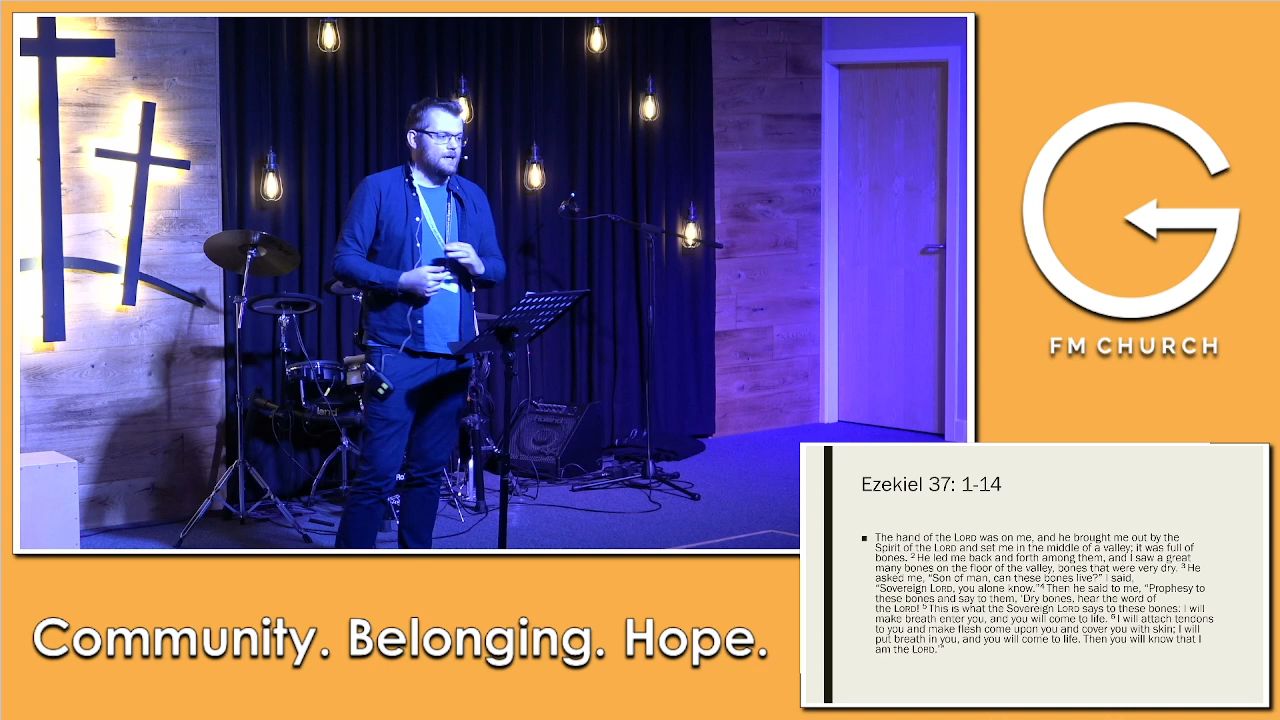 FM CHURCH
Ezekiel 37: 1-14
The hand of the LORD was on me, and he brought me out by the
Spirit of the LORD and set me in the middle of a valley; it was full of
bones. 2 He led me back and forth among them, and I saw a great
many bones on the floor of the valley, bones that were very dry. 3 He
asked me, “Son of man, can these bones live?” I said,
“Sovereign LORD, you alone know.” 4 Then he said to me, “Prophesy to
these bones and say to them, ‘Dry bones, hear the word of
the LORD! 5 This is what the Sovereign LORD says to these bones: I will
make breath enter you, and you will come to life. 6 I will attach tendons
to you and make flesh come upon you and cover you with skin; I will
put breath in you, and you will come to life. Then you will know that I
am the LORD.’”
Community. Belonging. Hope.